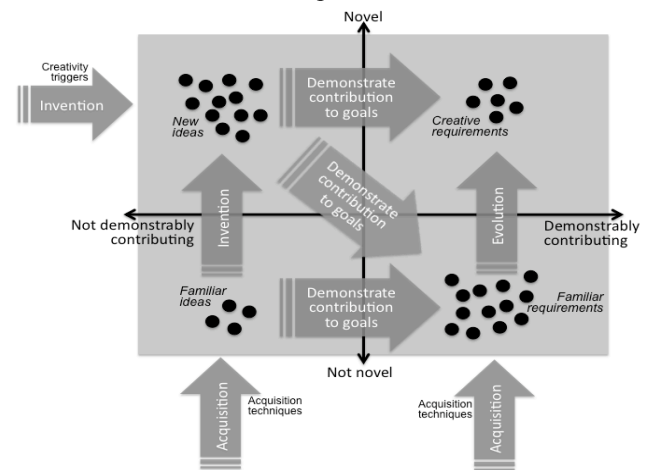 Novel
Creativity
triggers
Invention
New
ideas
Demonstrate
contribution
to goals
Creative
requirements
Demonstrate
contribution
to goals
Invention
Evolution
Not demonstrably
contributing
Demonstrably
contributing
Familiar
ideas
Demonstrate
contribution
to goals
Familiar
requirements
Not novel
Acquisition
Acquisition
techniques
Acquisition
techniques
Acquisition